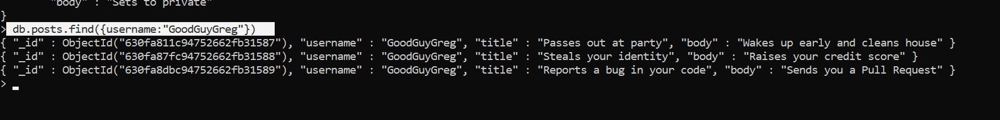 "body" : "Sets to private"
}
> db.posts.find({username:"GoodGuyGreg"})
{ "_id" : ObjectId("630fa811c94752662fb31587"), "username" : "GoodGuyGreg", "title" : "Passes out at party", "body" : "Wakes up early and cleans house" }
{ "_id" : ObjectId("630fa87fc94752662fb31588"), "username" : "GoodGuyGreg", "title" : "Steals your identity", "body" : "Raises your credit score" }
{ "_id" : ObjectId("630fa8dbc94752662fb31589"), "username" : "GoodGuyGreg", "title" : "Reports a bug in your code", "body" : "Sends you a Pull Request" }
>